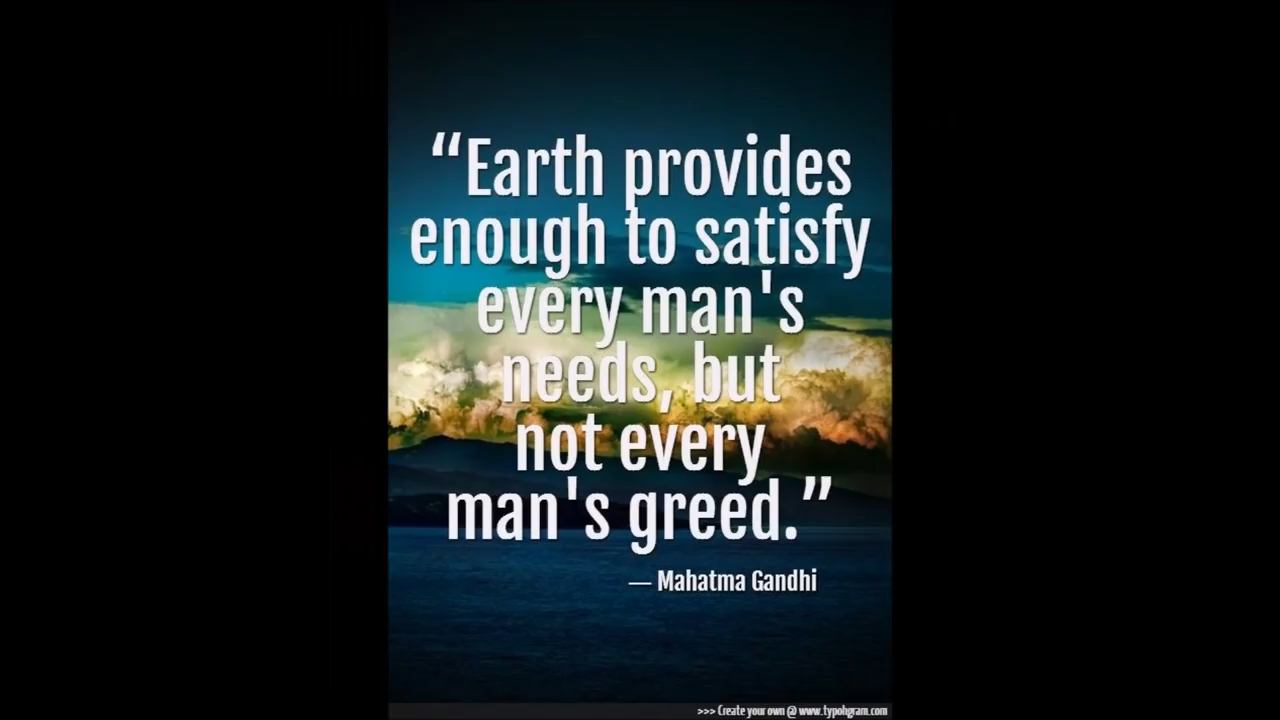 “Earth provides
enough to satisfy
every man's
needs, but
not every
man's greed.”
— Mahatma Gandhi
>>> Create your own @ www.typohgram.com